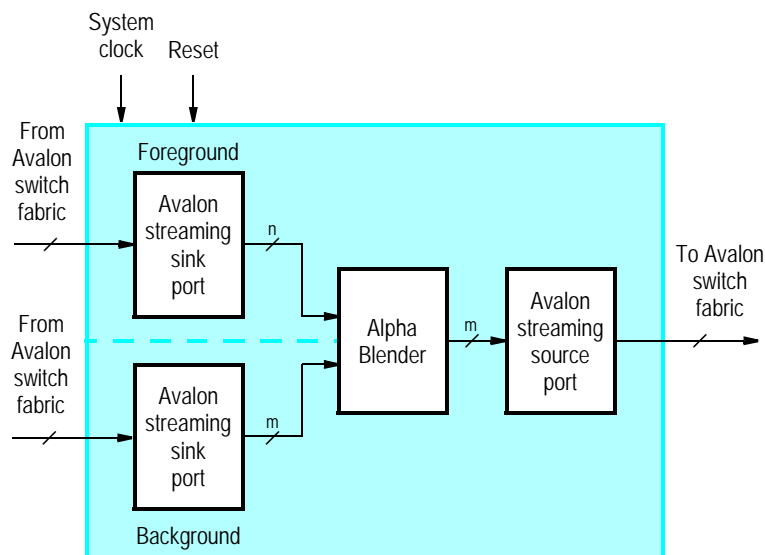 System
clock
Reset
From
Avalon
switch
fabric
Foreground
Avalon
streaming
sink
port
n
From
Avalon
switch
fabric
Avalon
streaming
sink
port
m
Background
Alpha
Blender
m
Avalon
streaming
source
port
To Avalon
switch
fabric